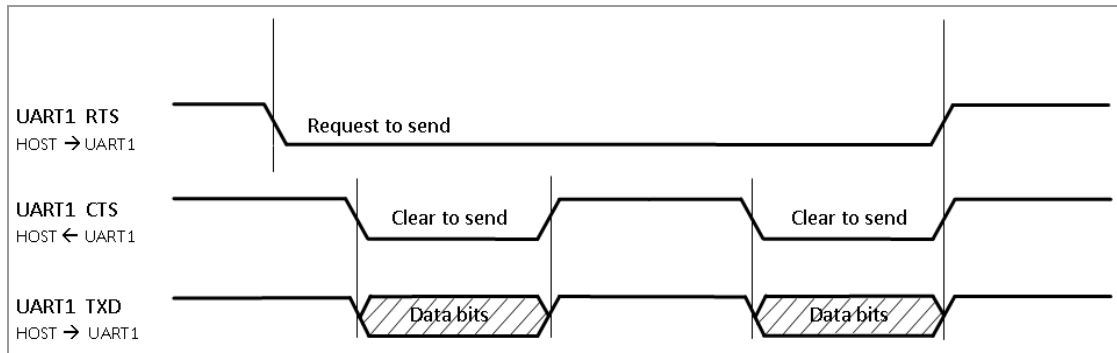 UART1 RTS
HOST → UART1
Request to send
UART1 CTS
HOST ← UART1
Clear to send
Clear to send
UART1 TXD
HOST → UART1
Data bits
Data bits